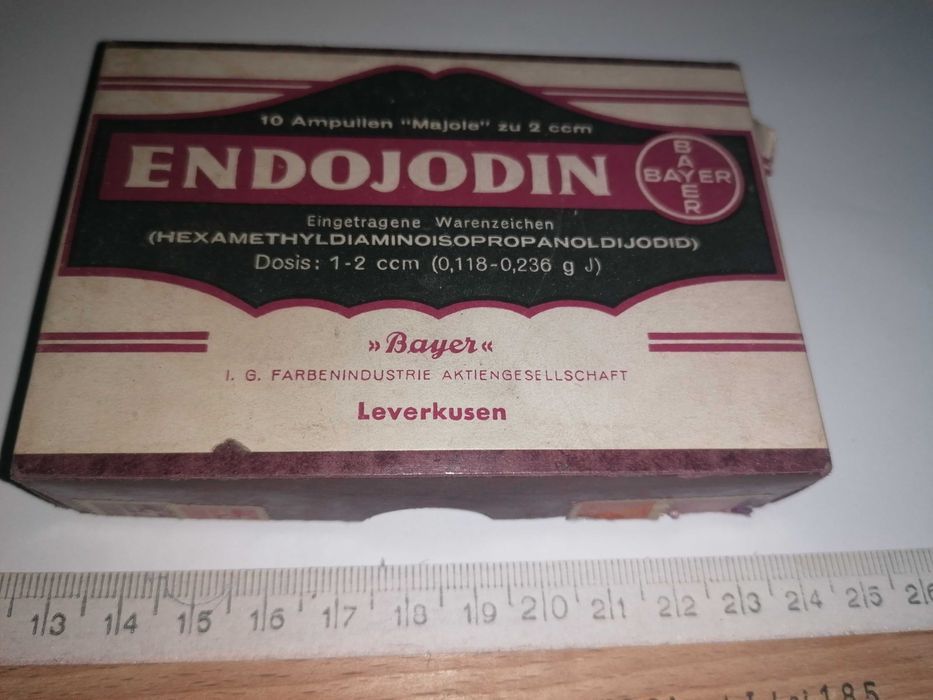 10 Ampullen "Majole" zu 2 ccm
ENDOJODIN
BAYER
BAYER
Eingetragene Warenzeichen
(HEXAMETHYLDIAMINOISOPROPANOLDIJODID)
Dosis: 1-2 ccm (0,118-0,236 g J)
»Bayer«
I. G. FARBENINDUSTRIE AKTIENGESELLSCHAFT
Leverkusen
13 14 15 16 17 18 19 20 21 22 23 24 25 26